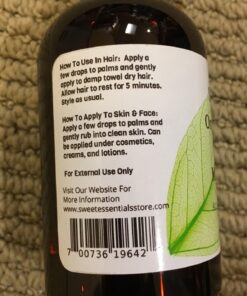 How To Use In Hair: Apply a
few drops to palms and gently
apply to damp towel dry hair.
Allow hair to rest for 5 minutes.
Style as usual.
How To Apply To Skin & Face:
Apply a few drops to palms and
gently rub into clean skin. Can
be applied under cosmetics,
creams, and lotions.
For External Use Only
Visit Our Website For
More Information
www.sweetessentialsstore.com
7 00736 19642